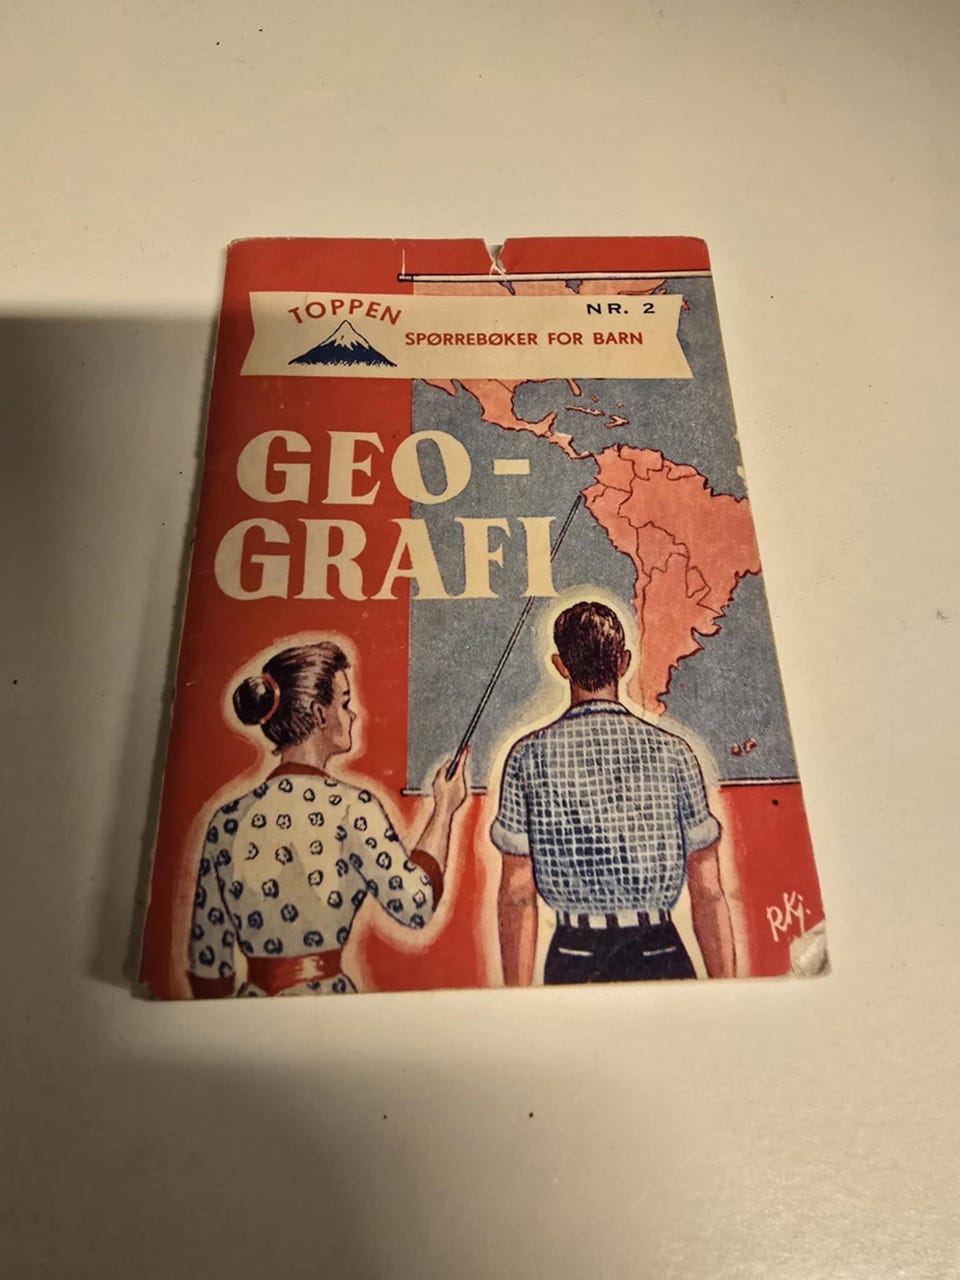 TOPPEN
NR. 2
SPØRREBØKER FOR BARN
GEO-
GRAFI
RKj.